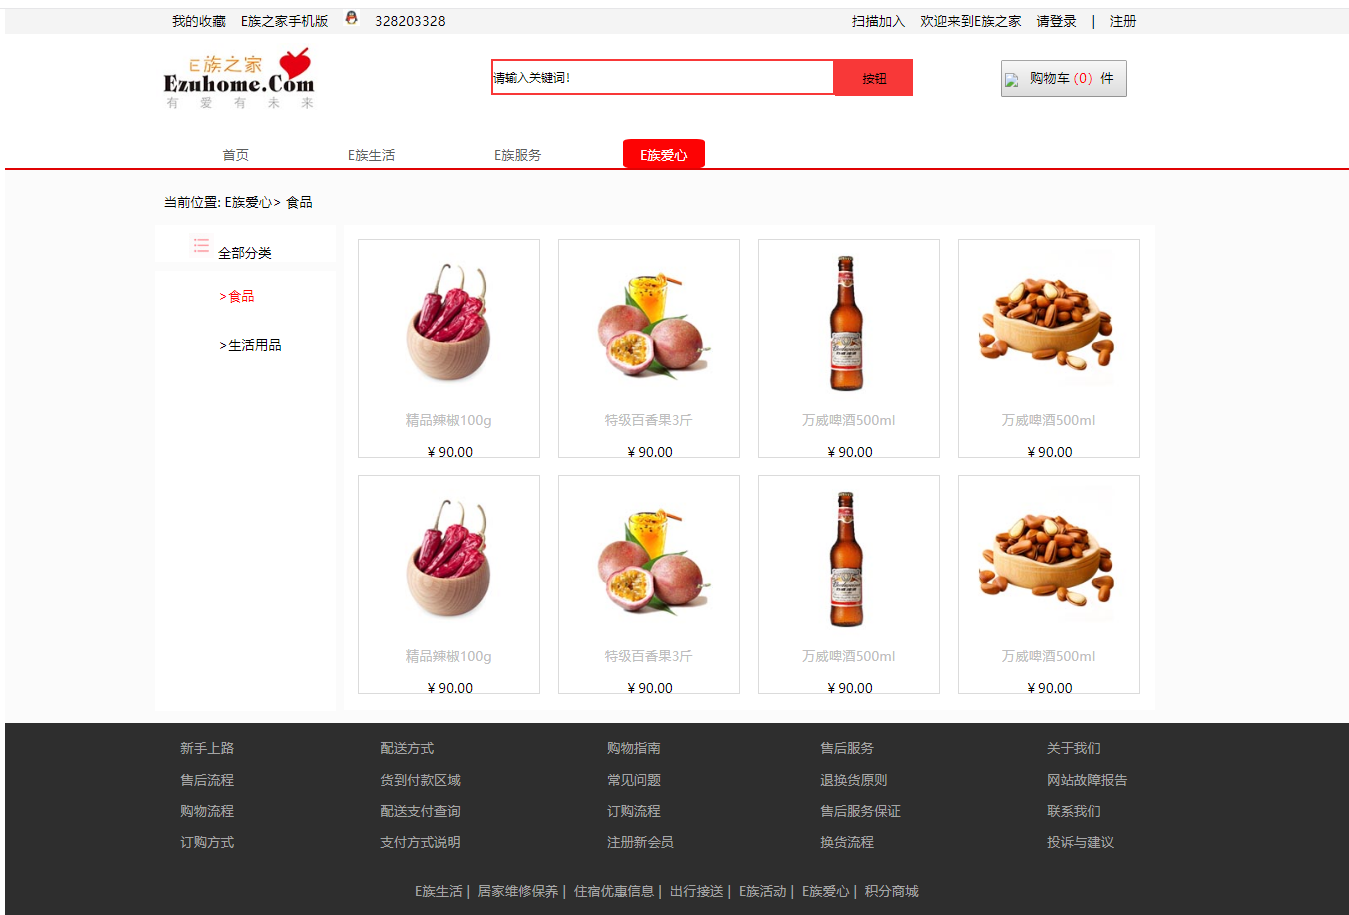 我的收藏 E族之家手机版 328203328 扫描加入 欢迎来到E族之家 请登录 | 注册
E族之家
Ezuhome.Com
有爱有未来
请输入关键词! 按钮
购物车 (0) 件
首页 E族生活 E族服务 E族爱心
当前位置: E族爱心> 食品
全部分类
>食品
>生活用品
精品辣椒100g 特级百香果3斤 万威啤酒500ml 万威啤酒500ml
¥ 90.00 ¥ 90.00 ¥ 90.00 ¥ 90.00
精品辣椒100g 特级百香果3斤 万威啤酒500ml 万威啤酒500ml
¥ 90.00 ¥ 90.00 ¥ 90.00 ¥ 90.00
新手上路 配送方式 购物指南 售后服务 关于我们
售后流程 货到付款区域 常见问题 退换货原则 网站故障报告
购物流程 配送支付查询 订购流程 售后服务保证 联系我们
订购方式 支付方式说明 注册新会员 换货流程 投诉与建议
E族生活 | 居家维修保养 | 住宿优惠信息 | 出行接送 | E族活动 | E族爱心 | 积分商城